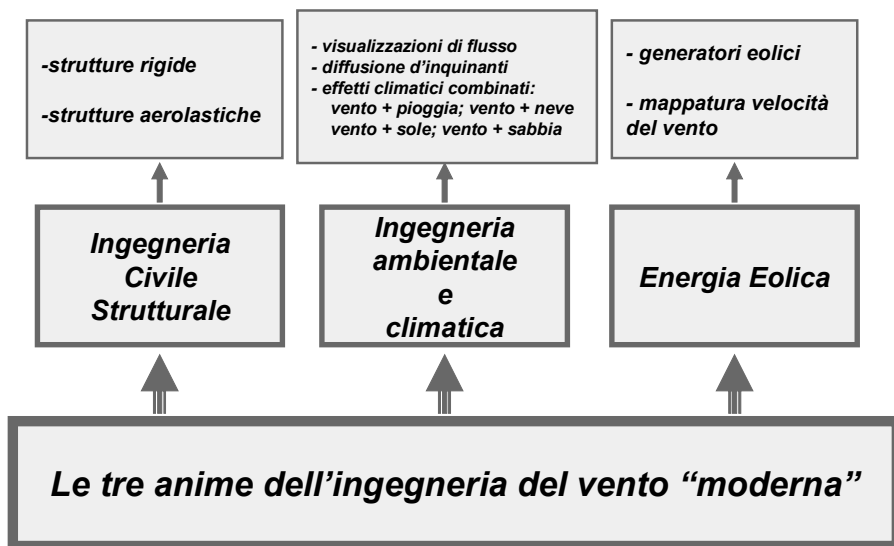 -strutture rigide
-strutture aerolastiche
- visualizzazioni di flusso
- diffusione d'inquinanti
- effetti climatici combinati:
vento + pioggia; vento + neve
vento + sole; vento + sabbia
- generatori eolici
- mappatura velocità
del vento
Ingegneria
Civile
Strutturale
Ingegneria
ambientale
e
climatica
Energia Eolica
Le tre anime dell'ingegneria del vento “moderna”